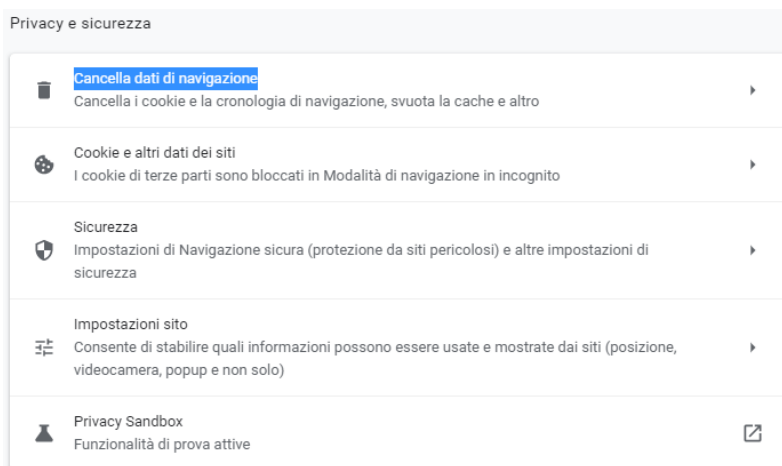 Privacy e sicurezza
Cancella dati di navigazione
Cancella i cookie e la cronologia di navigazione, svuota la cache e altro
Cookie e altri dati dei siti
I cookie di terze parti sono bloccati in Modalità di navigazione in incognito
Sicurezza
Impostazioni di Navigazione sicura (protezione da siti pericolosi) e altre impostazioni di
sicurezza
Impostazioni sito
Consente di stabilire quali informazioni possono essere usate e mostrate dai siti (posizione,
videocamera, popup e non solo)
Privacy Sandbox
Funzionalità di prova attive